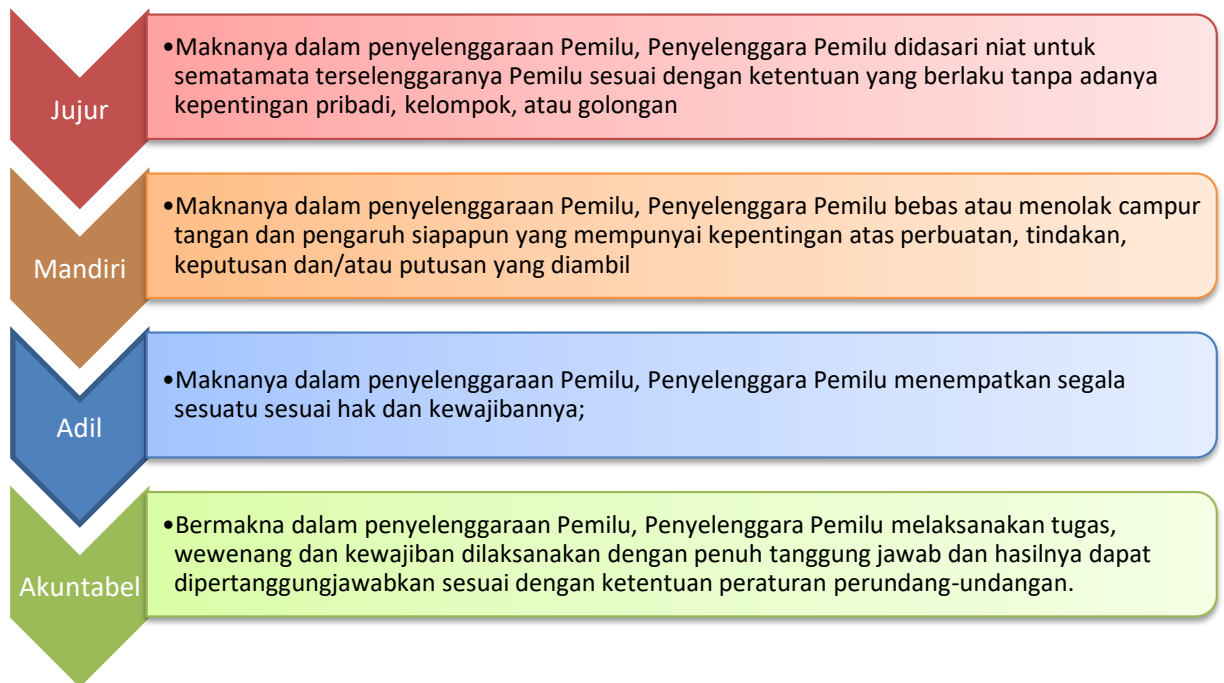 Jujur
•Maknanya dalam penyelenggaraan Pemilu, Penyelenggara Pemilu didasari niat untuk
sematamata terselenggaranya Pemilu sesuai dengan ketentuan yang berlaku tanpa adanya
kepentingan pribadi, kelompok, atau golongan
Mandiri
•Maknanya dalam penyelenggaraan Pemilu, Penyelenggara Pemilu bebas atau menolak campur
tangan dan pengaruh siapapun yang mempunyai kepentingan atas perbuatan, tindakan,
keputusan dan/atau putusan yang diambil
Adil
•Maknanya dalam penyelenggaraan Pemilu, Penyelenggara Pemilu menempatkan segala
sesuatu sesuai hak dan kewajibannya;
Akuntabel
•Bermakna dalam penyelenggaraan Pemilu, Penyelenggara Pemilu melaksanakan tugas,
wewenang dan kewajiban dilaksanakan dengan penuh tanggung jawab dan hasilnya dapat
dipertanggungjawabkan sesuai dengan ketentuan peraturan perundang-undangan.